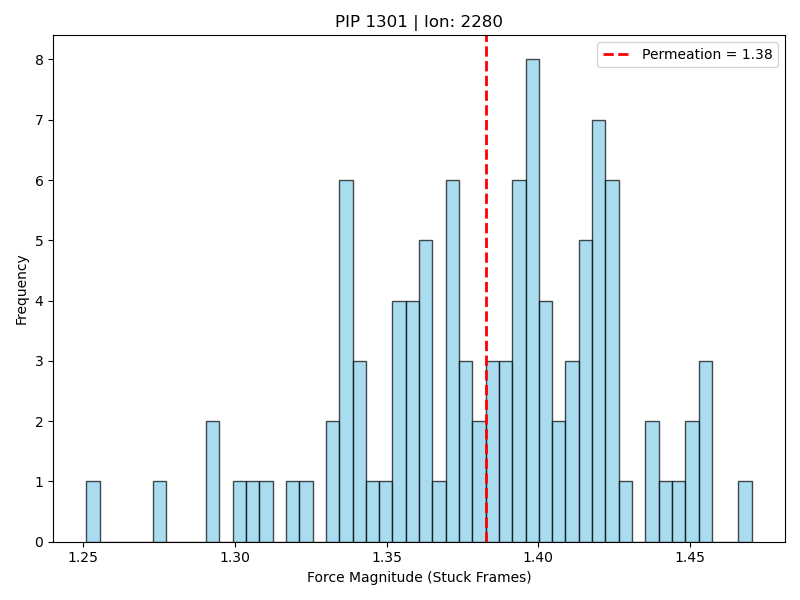 PIP 1301 | Ion: 2280
Permeation = 1.38
Frequency
8
7
6
5
4
3
2
1
0
1.25 1.30 1.35 1.40 1.45
Force Magnitude (Stuck Frames)